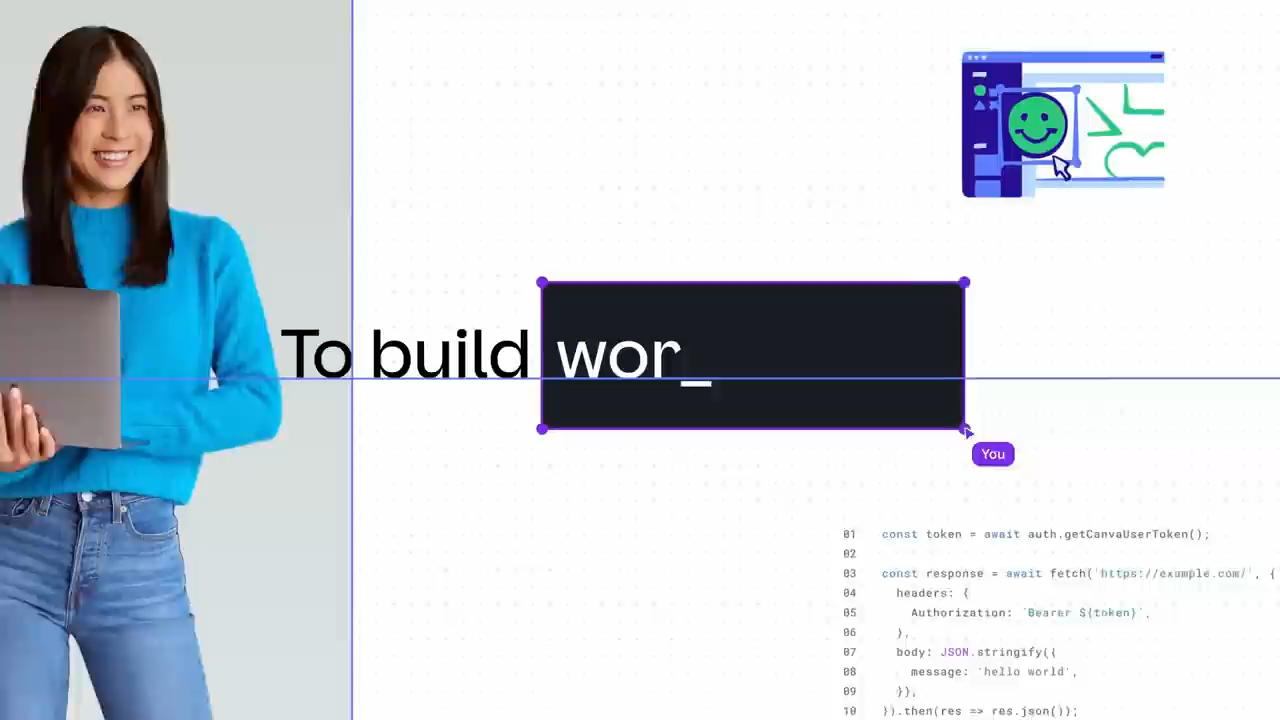 To build wor_
You
01 const token = await auth.getCanvaUserToken();
02
03 const response = await fetch('https://example.com/', {
04 headers: {
05 Authorization: `Bearer ${token}`,
06 },
07 body: JSON.stringify({
08 message: 'hello world',
09 }},
10 }).then(res => res.json());